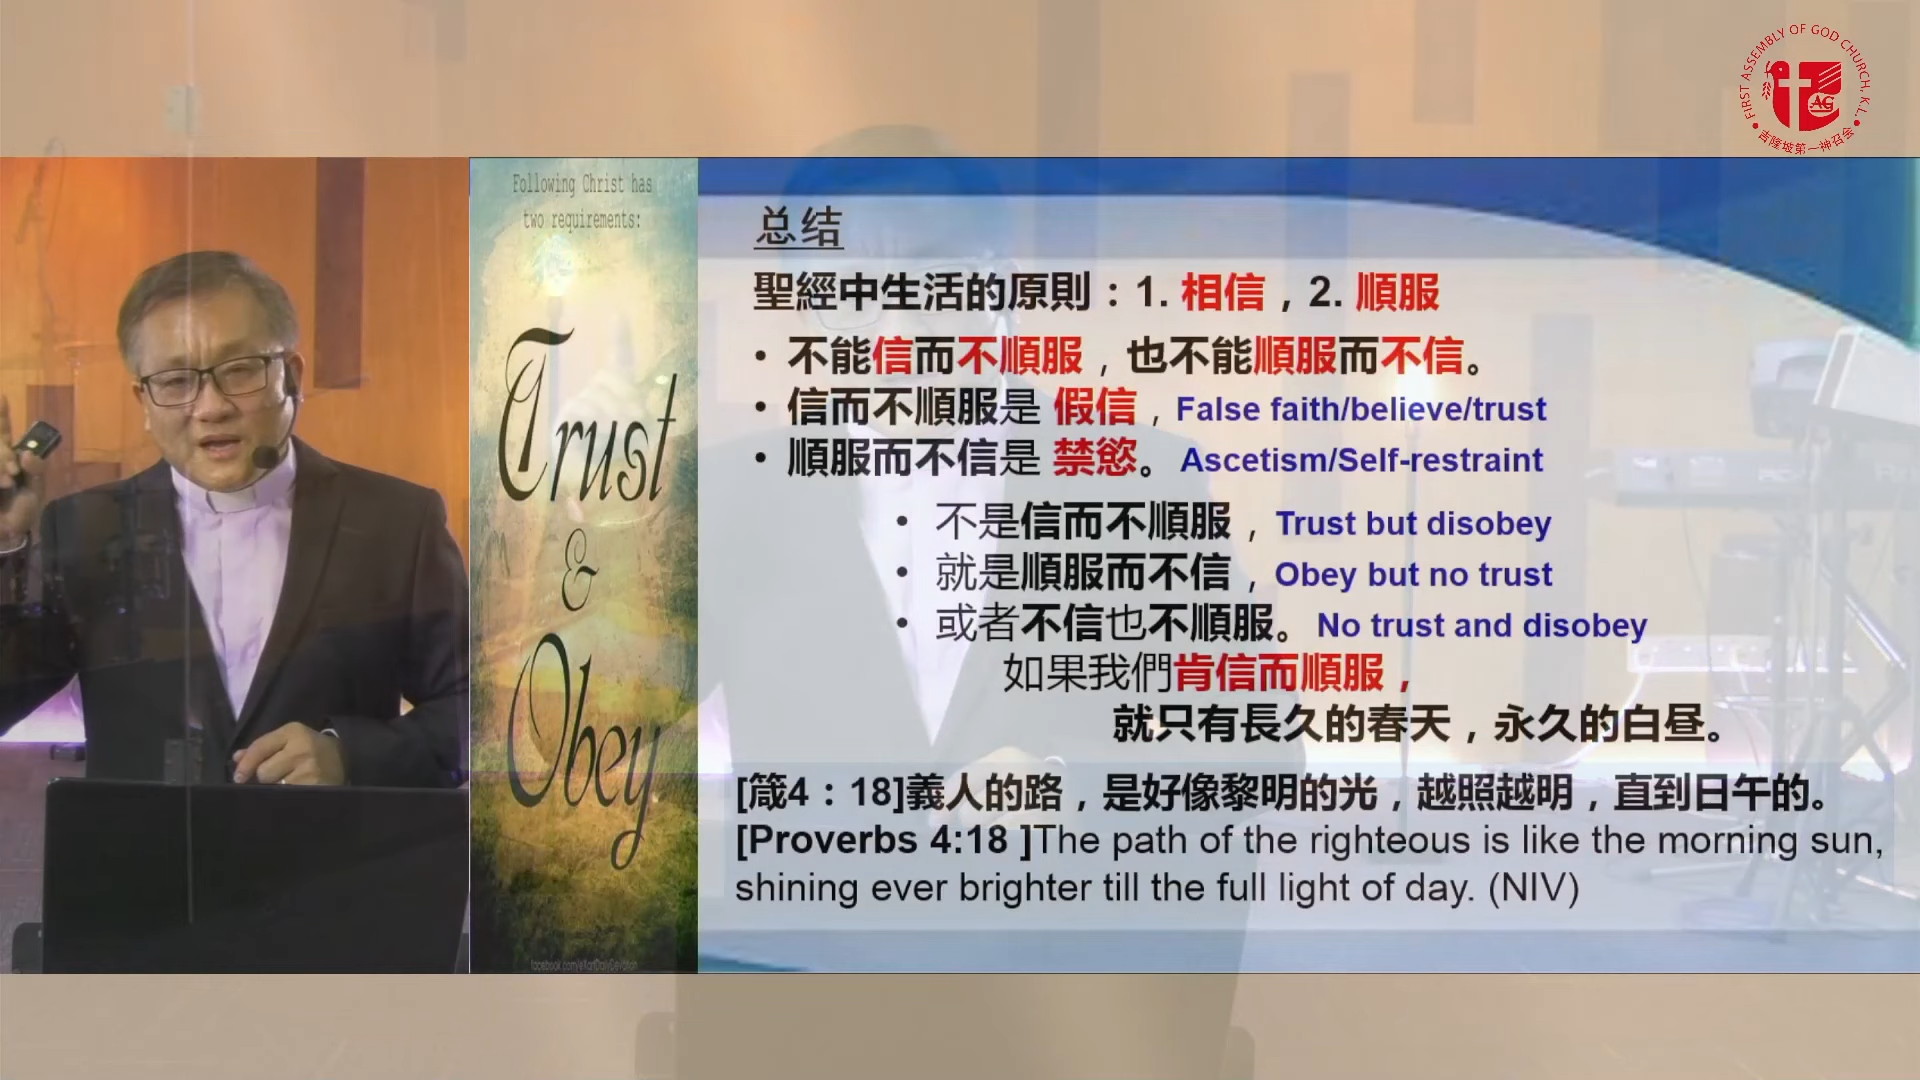 FIRST ASSEMBLY OF GOD CHURCH, K.L.
AG
吉隆坡第一神召会
Following Christ has
two requirements:
Trust
&
Obey
总结
聖經中生活的原則：1. 相信，2. 順服
• 不能信而不順服，也不能順服而不信。
• 信而不順服是 假信，False faith/believe/trust
• 順服而不信是 禁慾。Ascetism/Self-restraint
• 不是信而不順服，Trust but disobey
• 就是順服而不信，Obey but no trust
• 或者不信也不順服。No trust and disobey
如果我們肯信而順服，
就只有長久的春天，永久的白昼。
[箴4：18]義人的路，是好像黎明的光，越照越明，直到日午的。
[Proverbs 4:18 ]The path of the righteous is like the morning sun,
shining ever brighter till the full light of day. (NIV)